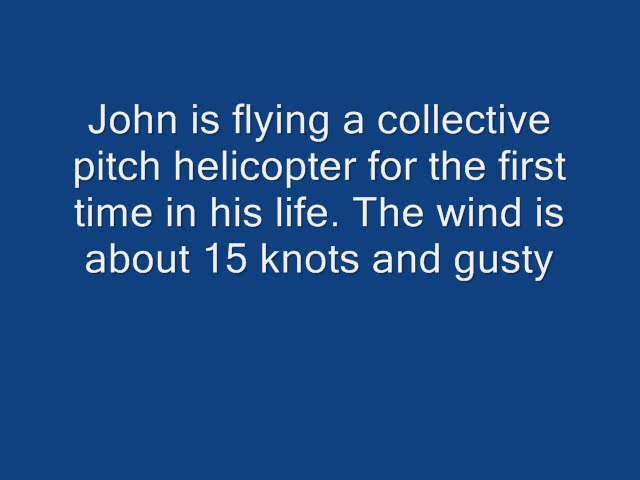 John is flying a collective
pitch helicopter for the first
time in his life. The wind is
about 15 knots and gusty